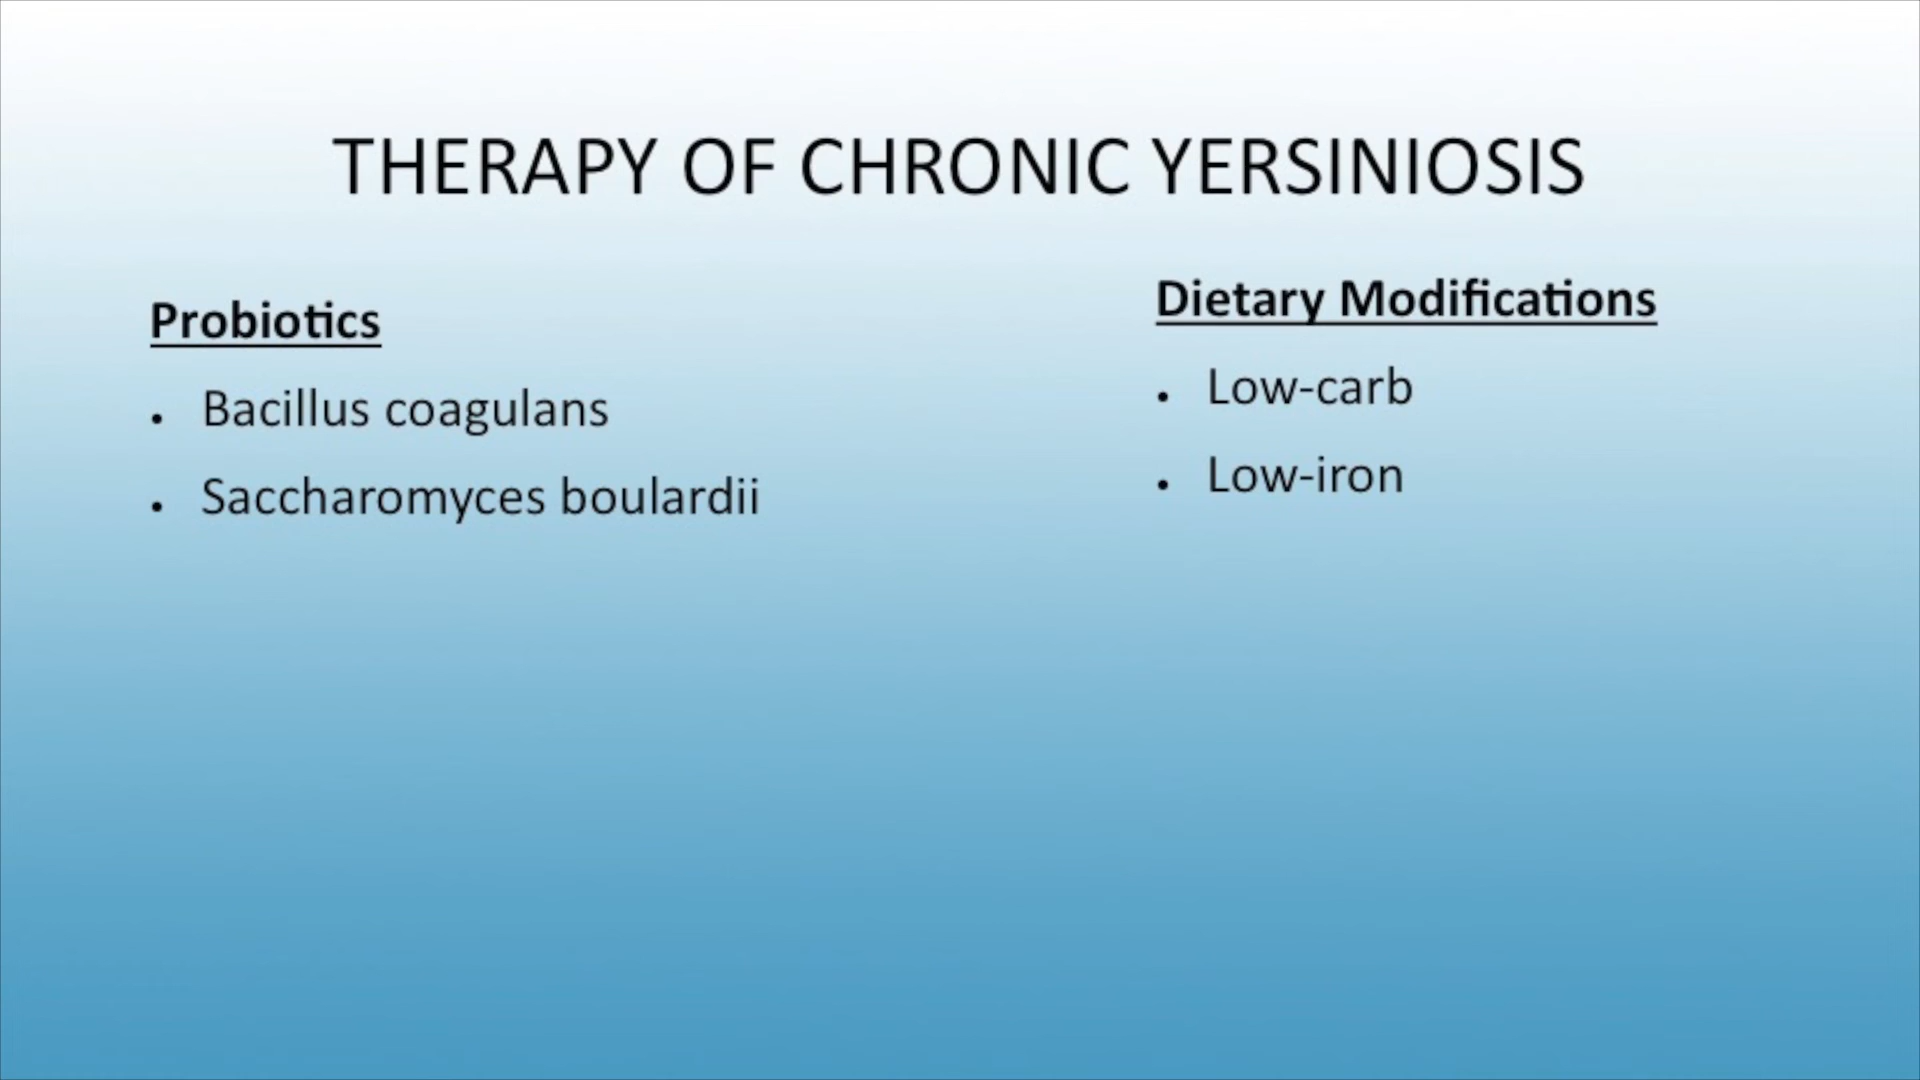 THERAPY OF CHRONIC YERSINIOSIS
Probiotics
• Bacillus coagulans
• Saccharomyces boulardii
Dietary Modifications
• Low-carb
• Low-iron